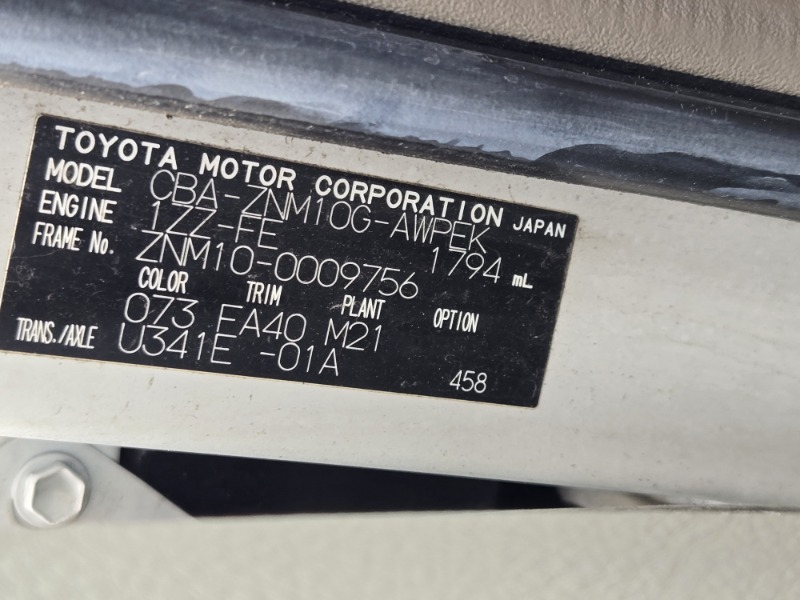 TOYOTA MOTOR CORPORATION JAPAN
MODEL CBA-ZNM10G-AWPEK
ENGINE 1ZZ-FE 1794 mL
FRAME No. ZNM10-0009756
COLOR TRIM PLANT OPTION
073 FA40 M21
TRANS./AXLE U341E -01A
458